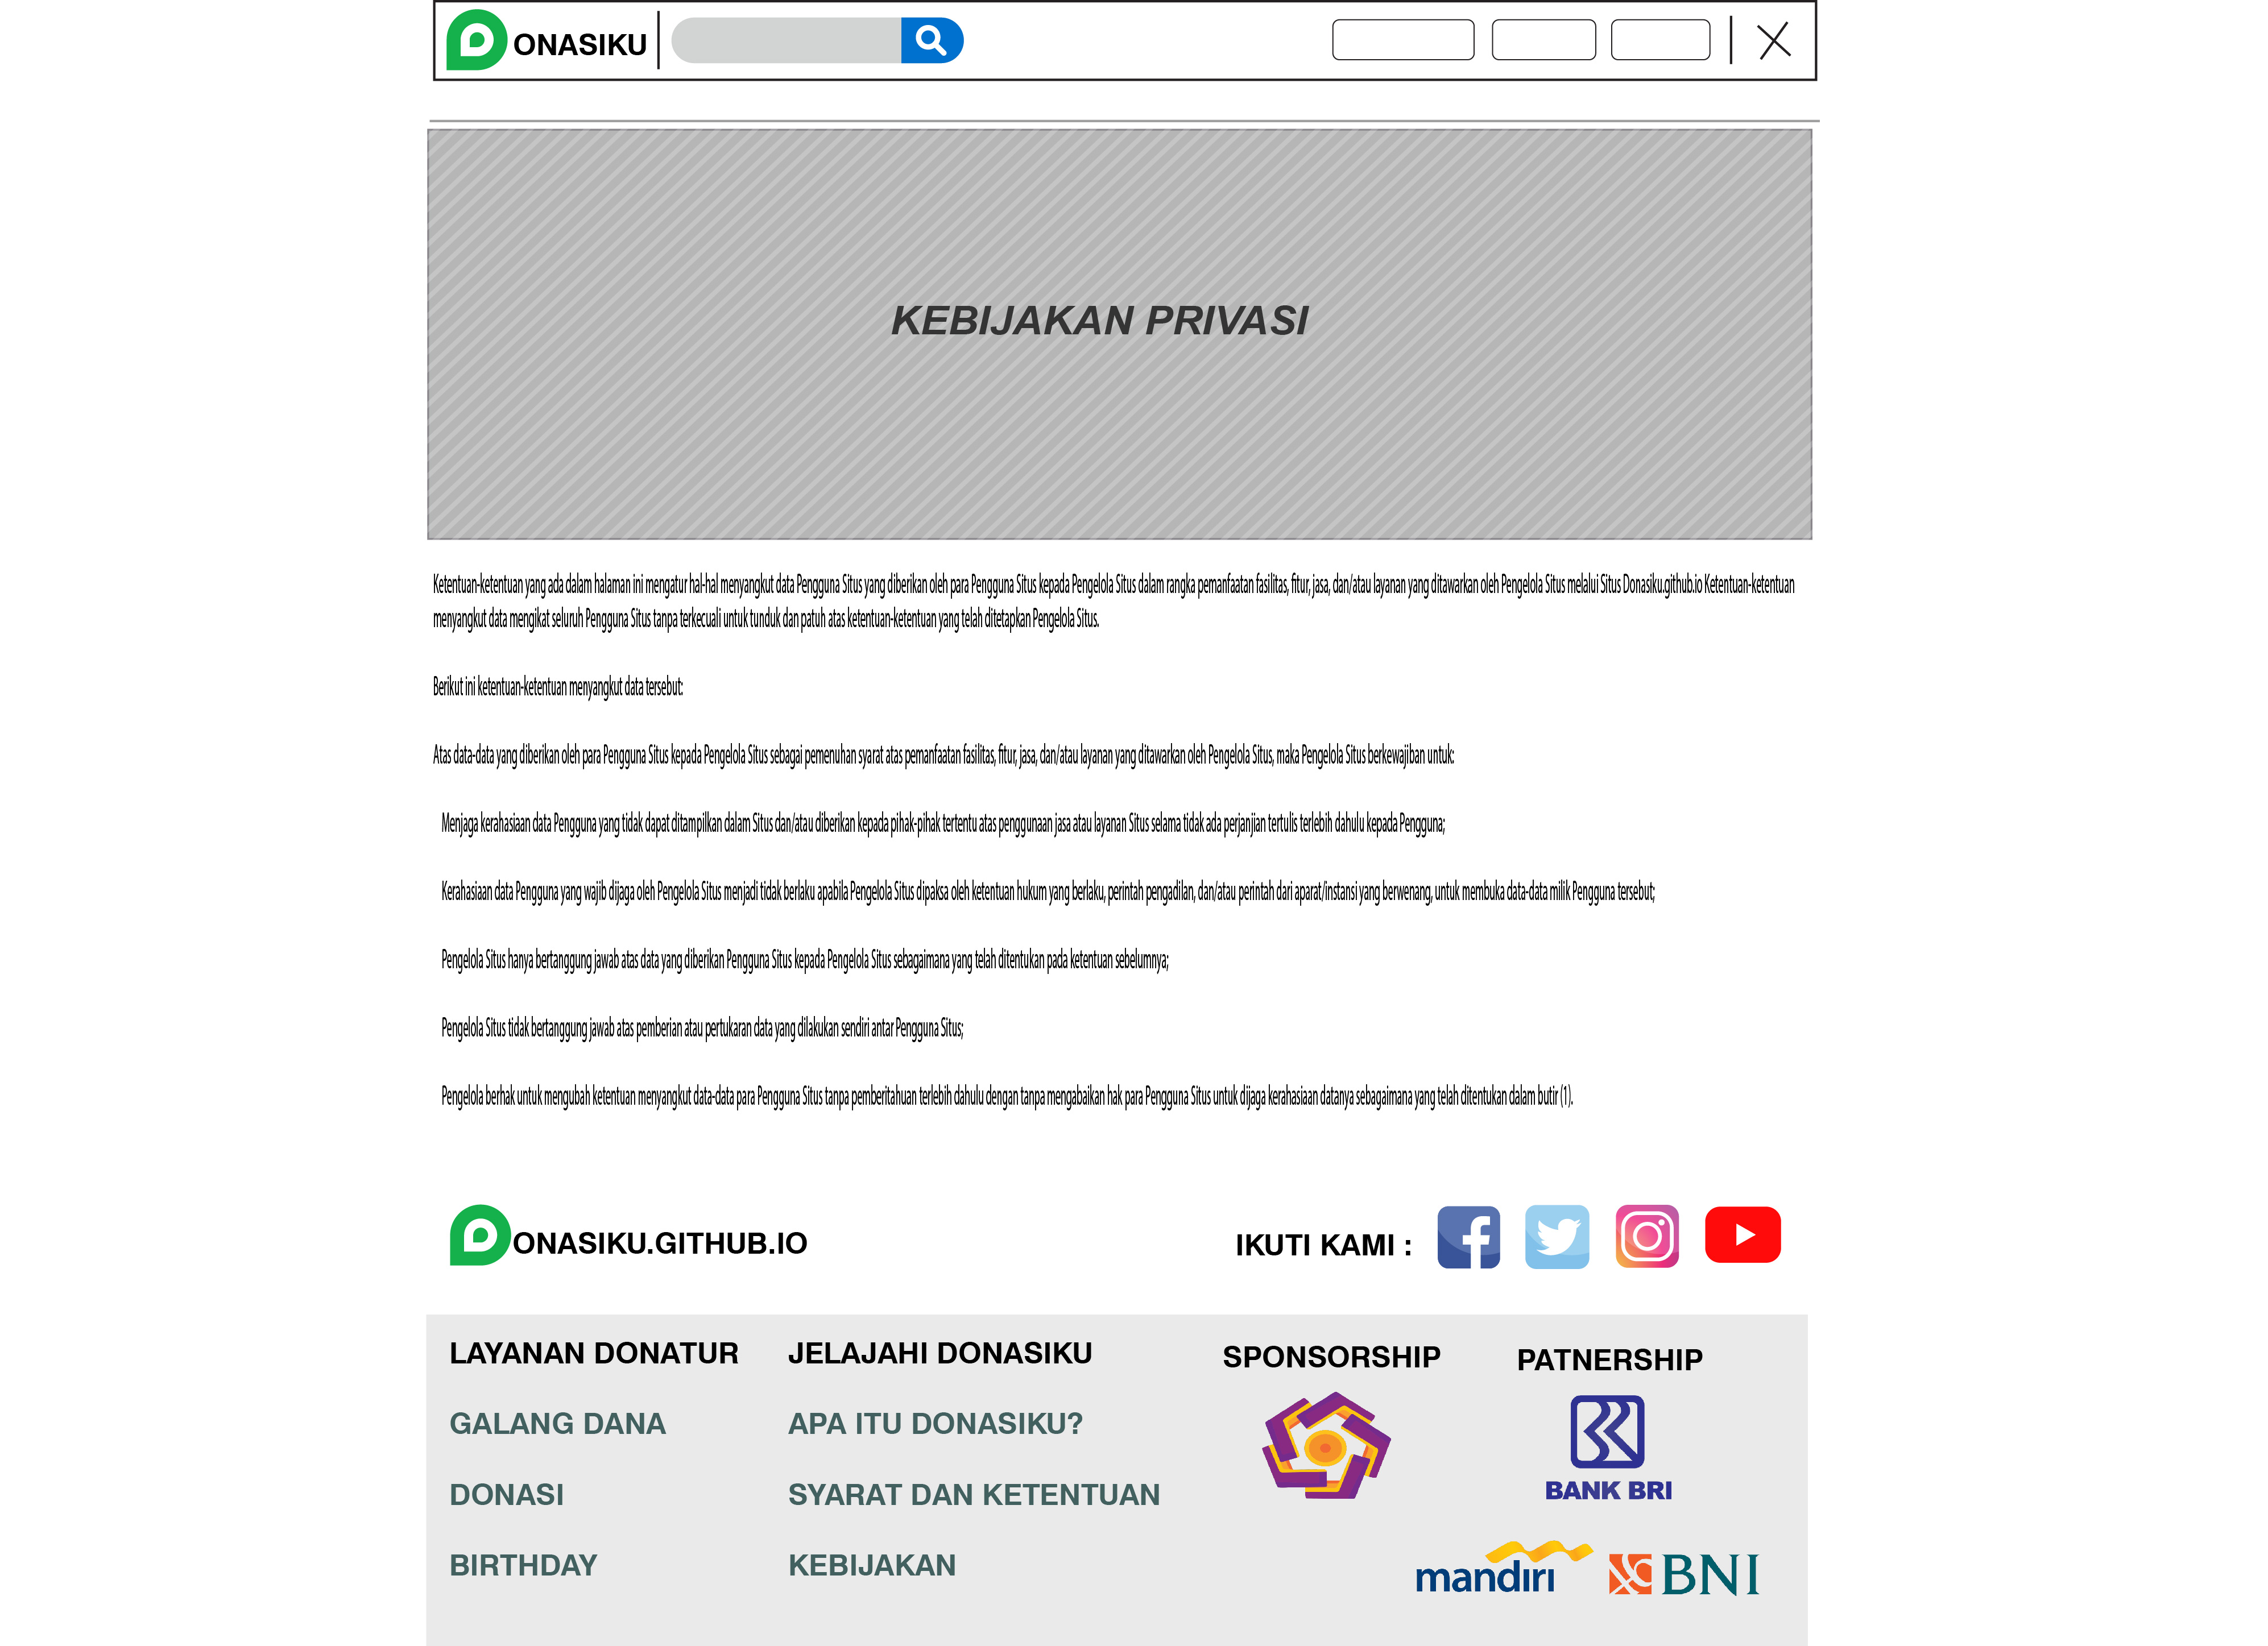 DONASIKU
KEBIJAKAN PRIVASI
Ketentuan-ketentuan yang ada dalam halaman ini mengatur hal-hal menyangkut data Pengguna Situs yang diberikan oleh para Pengguna Situs kepada Pengelola Situs dalam rangka pemanfaatan fasilitas, fitur, jasa, dan/atau layanan yang ditawarkan oleh Pengelola Situs melalui Situs Donasiku.github.io Ketentuan-ketentuan
menyangkut data mengikat seluruh Pengguna Situs tanpa terkecuali untuk tunduk dan patuh atas ketentuan-ketentuan yang telah ditetapkan Pengelola Situs.
Berikut ini ketentuan-ketentuan menyangkut data tersebut:
Atas data-data yang diberikan oleh para Pengguna Situs kepada Pengelola Situs sebagai pemenuhan syarat atas pemanfaatan fasilitas, fitur, jasa, dan/atau layanan yang ditawarkan oleh Pengelola Situs, maka Pengelola Situs berkewajiban untuk:
Menjaga kerahasiaan data Pengguna yang tidak dapat ditampilkan dalam Situs dan/atau diberikan kepada pihak-pihak tertentu atas penggunaan jasa atau layanan Situs selama tidak ada perjanjian tertulis terlebih dahulu kepada Pengguna;
Kerahasiaan data Pengguna yang wajib dijaga oleh Pengelola Situs menjadi tidak berlaku apabila Pengelola Situs dipaksa oleh ketentuan hukum yang berlaku, perintah pengadilan, dan/atau perintah dari aparat/instansi yang berwenang, untuk membuka data-data milik Pengguna tersebut;
Pengelola Situs hanya bertanggung jawab atas data yang diberikan Pengguna Situs kepada Pengelola Situs sebagaimana yang telah ditentukan pada ketentuan sebelumnya;
Pengelola Situs tidak bertanggung jawab atas pemberian atau pertukaran data yang dilakukan sendiri antar Pengguna Situs;
Pengelola berhak untuk mengubah ketentuan menyangkut data-data para Pengguna Situs tanpa pemberitahuan terlebih dahulu dengan tanpa mengabaikan hak para Pengguna Situs untuk dijaga kerahasiaan datanya sebagaimana yang telah ditentukan dalam butir (1).
DONASIKU.GITHUB.IO
IKUTI KAMI :
LAYANAN DONATUR
GALANG DANA
DONASI
BIRTHDAY
JELAJAHI DONASIKU
APA ITU DONASIKU?
SYARAT DAN KETENTUAN
KEBIJAKAN
SPONSORSHIP
PATNERSHIP
BANK BRI
mandiri
BNI